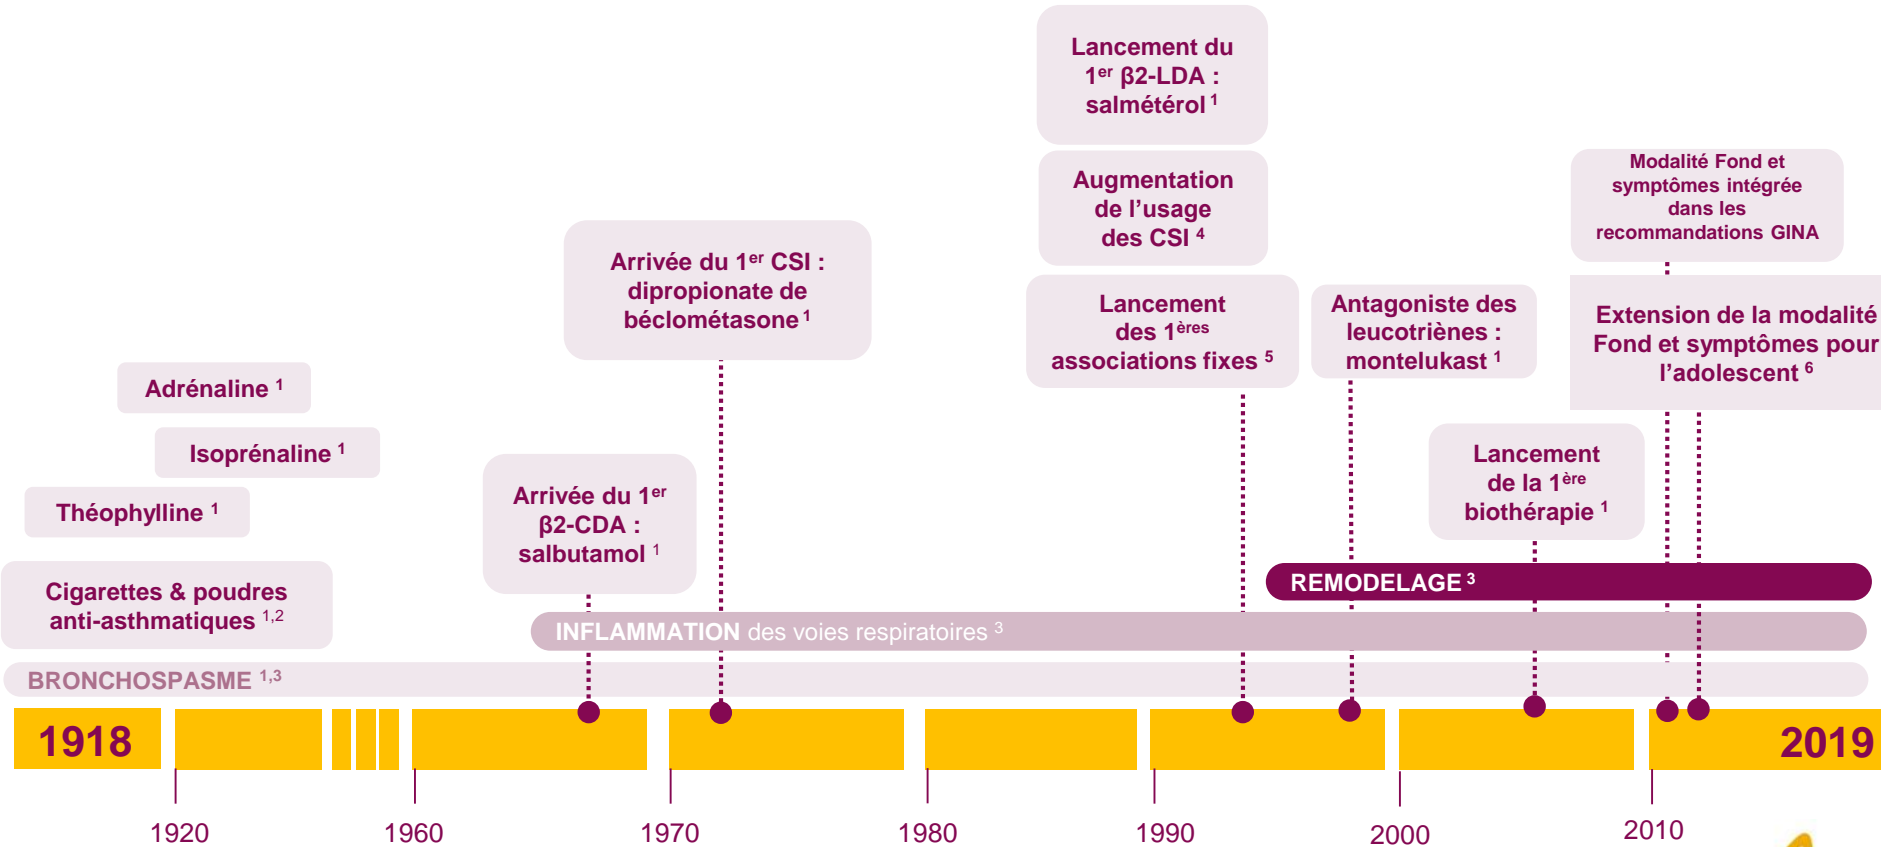 Lancement du
1er β2-LDA :
salmétérol 1
Augmentation
de l’usage
des CSI 4
Lancement
des 1ères
associations fixes 5
Modalité Fond et
symptômes intégrée
dans les
recommandations GINA
Arrivée du 1er CSI :
dipropionate de
béclométasone 1
Antagoniste des
leucotriènes :
montelukast 1
Extension de la modalité
Fond et symptômes pour
l’adolescent 6
Adrénaline 1
Isoprénaline 1
Théophylline 1
Cigarettes & poudres
anti-asthmatiques 1,2
Arrivée du 1er
β2-CDA :
salbutamol 1
Lancement
de la 1ère
biothérapie 1
REMODELAGE 3
INFLAMMATION des voies respiratoires 3
BRONCHOSPASME 1,3
1918
2019
1920
1960
1970
1980
1990
2000
2010